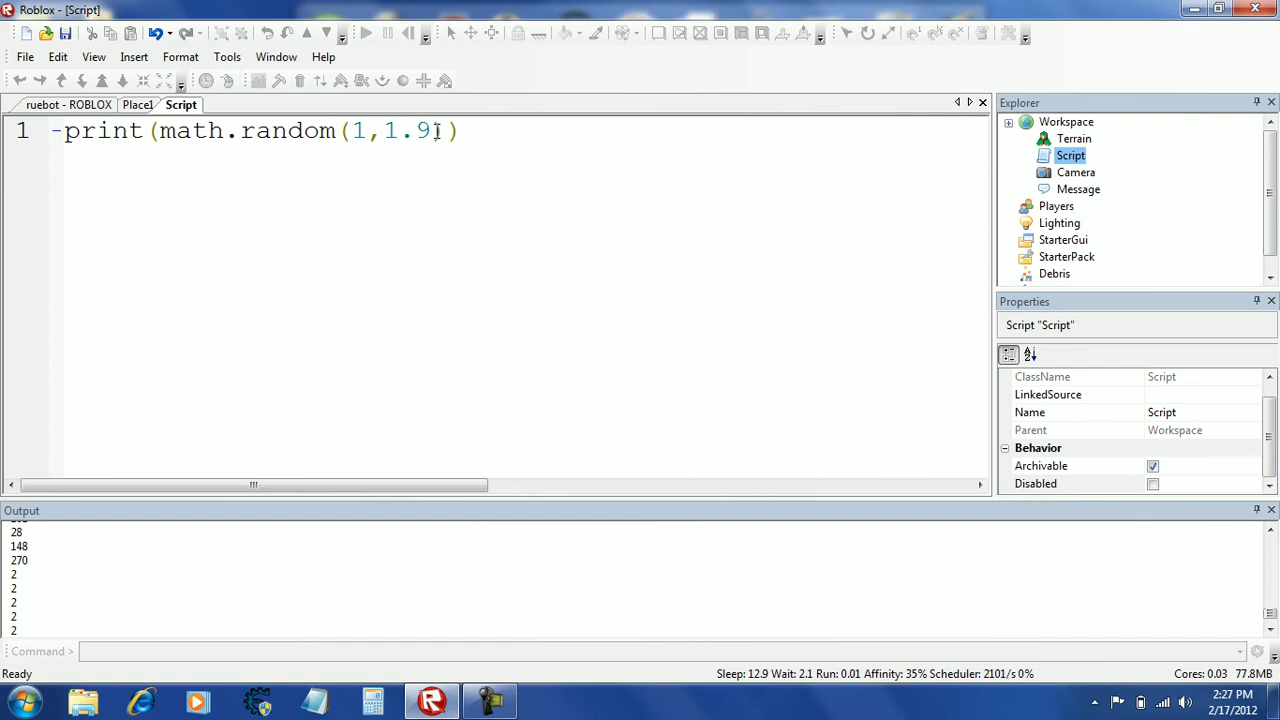 Roblox - [Script]
File Edit View Insert Format Tools Window Help
ruebot - ROBLOX Place1 Script
1 -print(math.random(1,1.9))
Explorer
Workspace
Terrain
Script
Camera
Message
Players
Lighting
StarterGui
StarterPack
Debris
Properties
Script "Script"
ClassName Script
LinkedSource
Name Script
Parent Workspace
Behavior
Archivable
Disabled
Output
28
148
270
2
2
2
2
2
Command >
Ready Sleep: 12.9 Wait: 2.1 Run: 0.01 Affinity: 35% Scheduler: 2101/s 0% Cores: 0.03 77.8MB
2:27 PM
2/17/2012